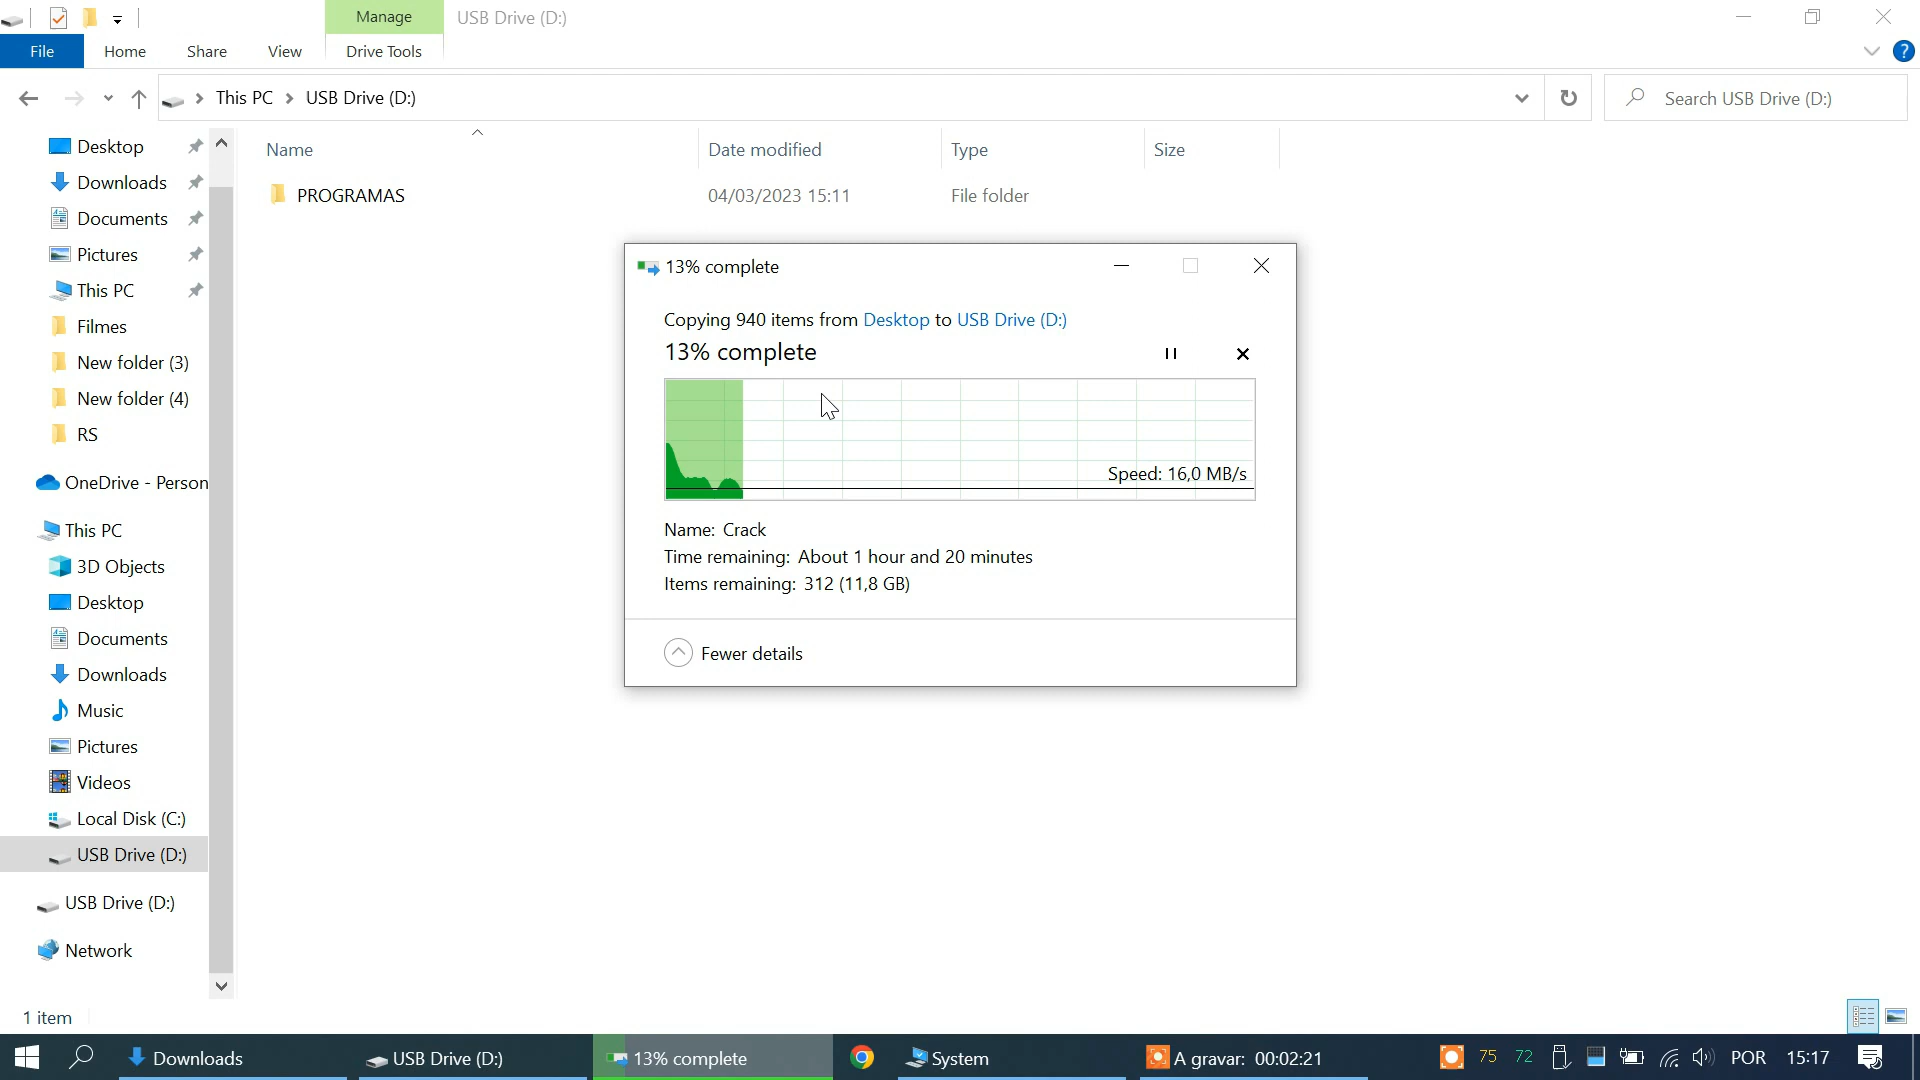 Manage
USB Drive (D:)
File
Home
Share
View
Drive Tools
?
This PC
USB Drive (D:)
Search USB Drive (D:)
Name
Date modified
Type
Size
PROGRAMAS
04/03/2023 15:11
File folder
Desktop
Downloads
Documents
Pictures
This PC
Filmes
New folder (3)
New folder (4)
RS
OneDrive - Person
This PC
3D Objects
Desktop
Documents
Downloads
Music
Pictures
Videos
Local Disk (C:)
USB Drive (D:)
USB Drive (D:)
Network
13% complete
Copying 940 items from Desktop to USB Drive (D:)
13% complete
Speed: 16,0 MB/s
Name: Crack
Time remaining: About 1 hour and 20 minutes
Items remaining: 312 (11,8 GB)
Fewer details
1 item
Downloads
USB Drive (D:)
13% complete
System
A gravar: 00:02:21
75
72
POR
15:17